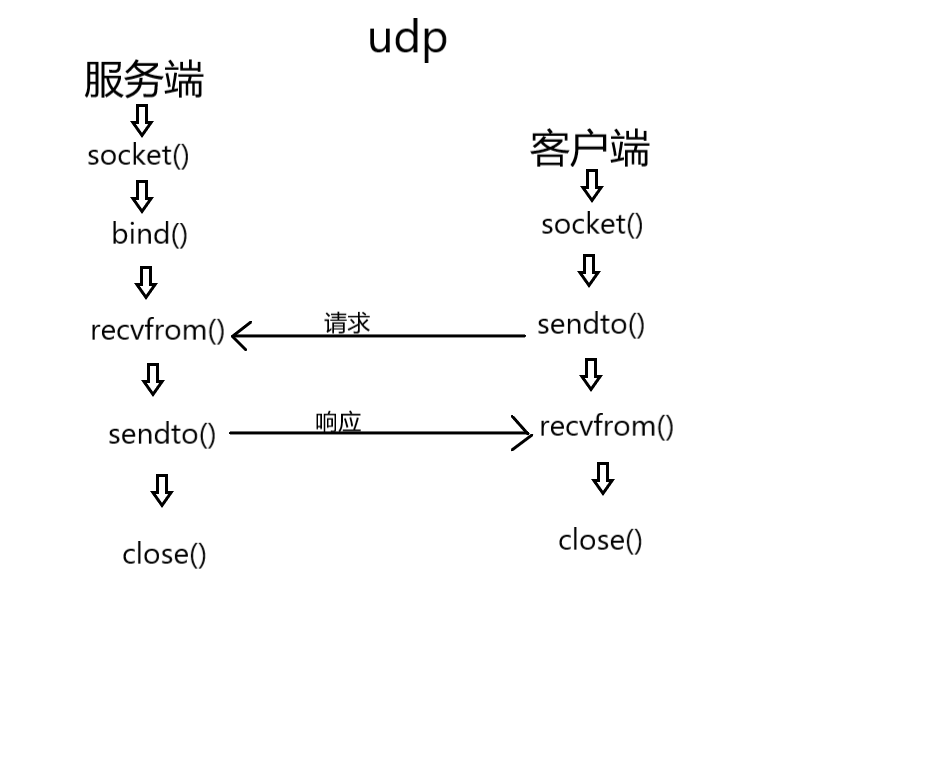 udp
服务端
socket()
bind()
recvfrom()
sendto()
close()
请求
响应
客户端
socket()
sendto()
recvfrom()
close()